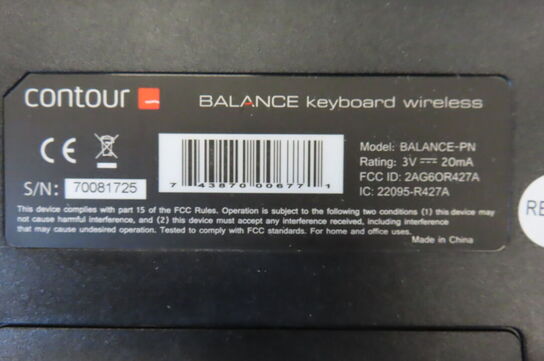 contour
BALANCE keyboard wireless
CE
S/N: 70081725
7 43870 00677 1
Model: BALANCE-PN
Rating: 3V 20mA
FCC ID: 2AG6OR427A
IC: 22095-R427A
This device complies with part 15 of the FCC Rules. Operation is subject to the following two conditions (1) this device may
not cause harmful interference, and (2) this device must accept any interference received, including interference
that may cause undesired operation. Tested to comply with FCC standards. For home and office uses.
Made in China
RE